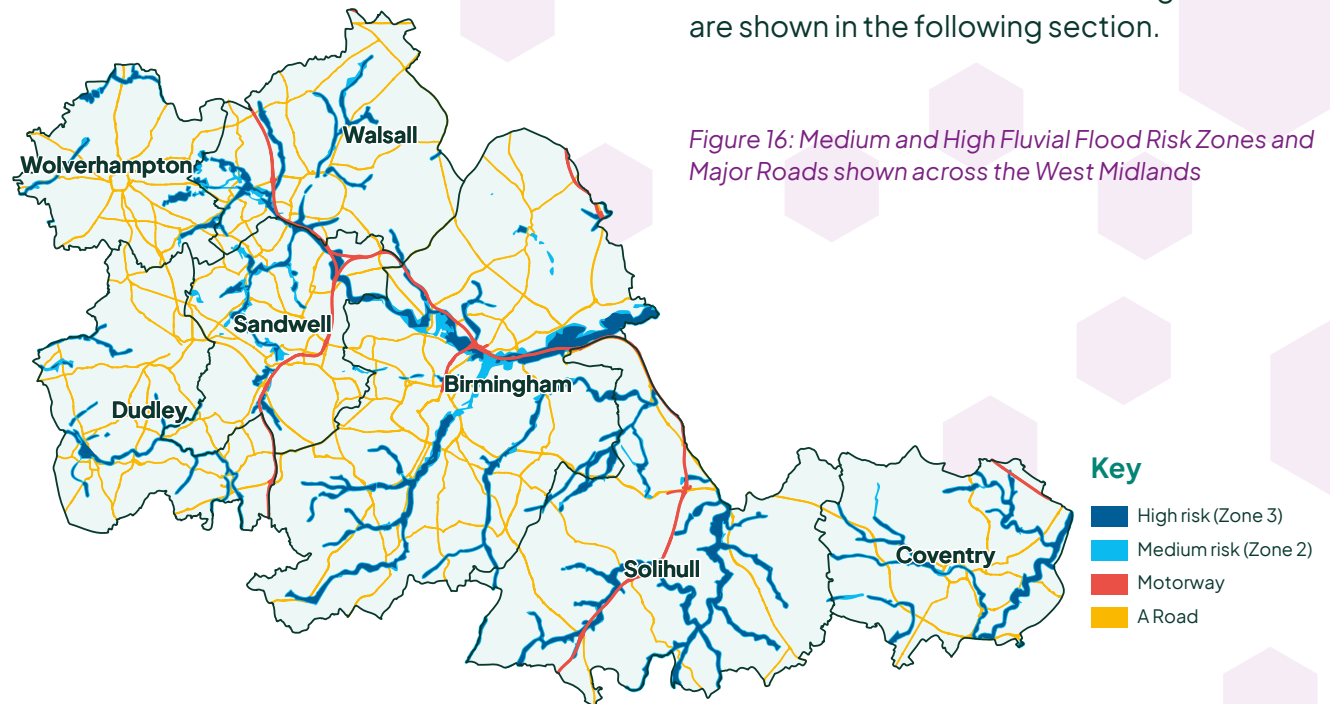 are shown in the following section.
Figure 16: Medium and High Fluvial Flood Risk Zones and
Major Roads shown across the West Midlands
Walsall
Wolverhampton
Sandwell
Birmingham
Dudley
Coventry
Solihull
Key
High risk (Zone 3)
Medium risk (Zone 2)
Motorway
A Road